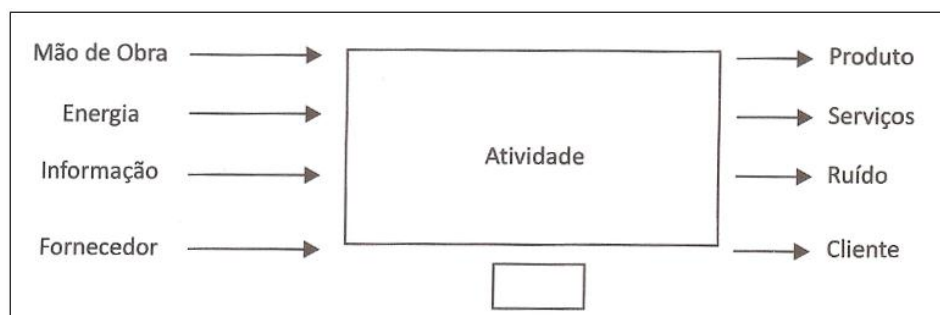 Mão de Obra
Energia
Informação
Fornecedor
Atividade
Produto
Serviços
Ruído
Cliente